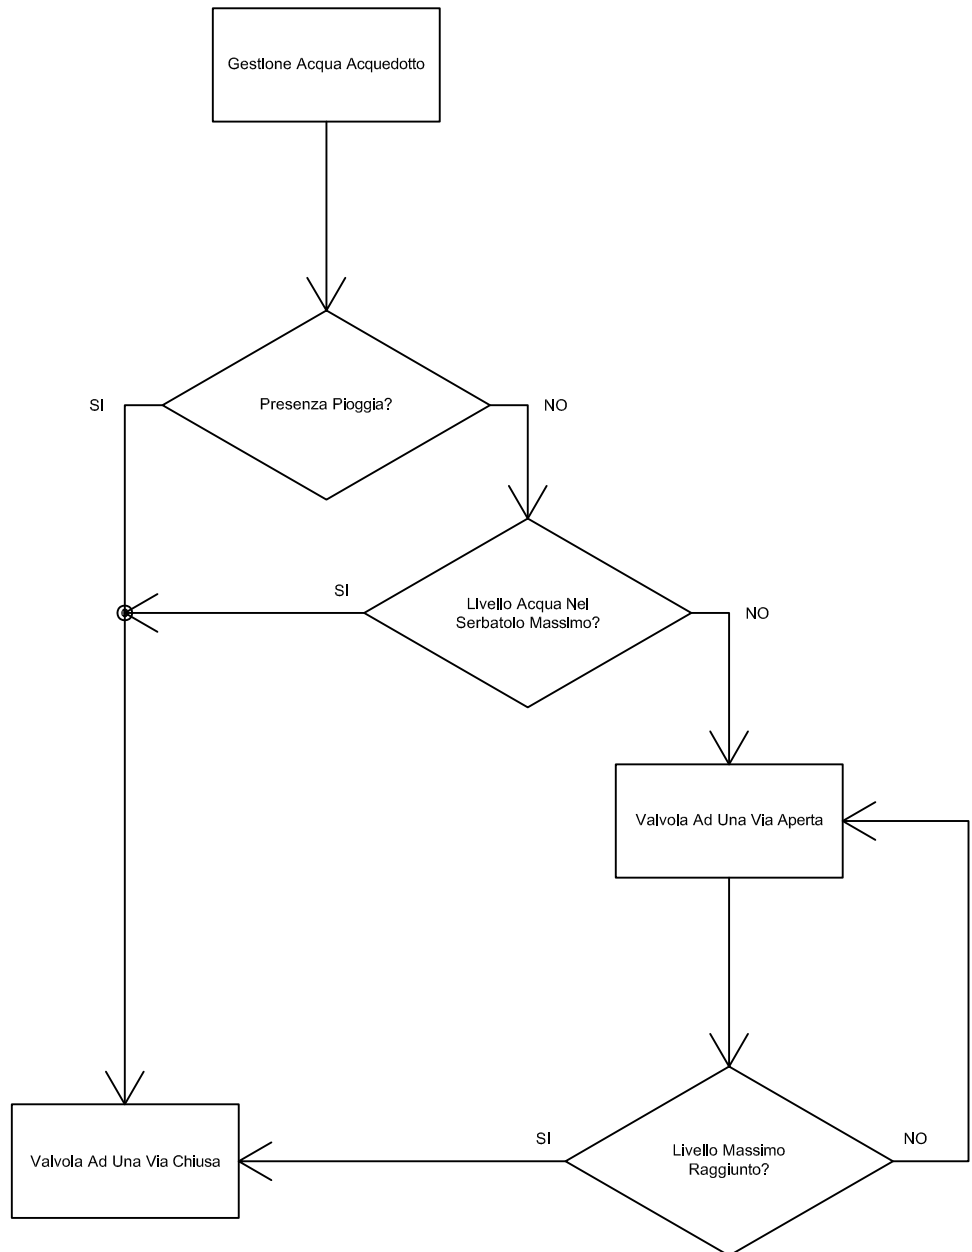 Gestione Acqua Acquedotto
Presenza Pioggia?
SI
NO
SI
Livello Acqua Nel
Serbatoio Massimo?
NO
Valvola Ad Una Via Aperta
Valvola Ad Una Via Chiusa
SI
Livello Massimo
Raggiunto?
NO